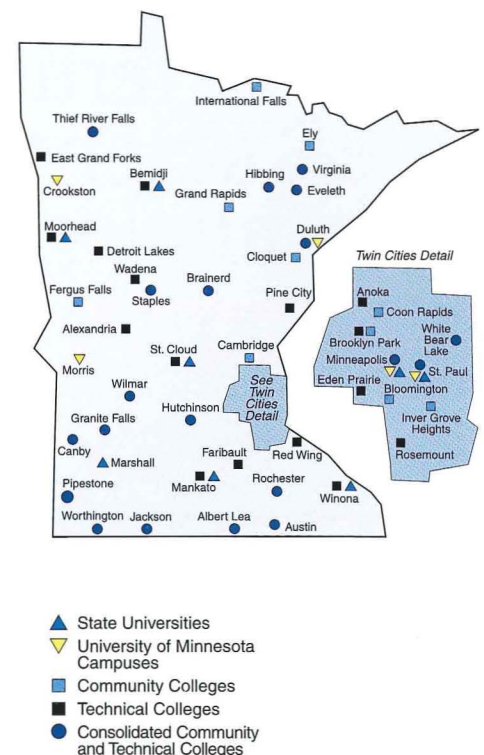 International Falls
Thief River Falls
Ely
East Grand Forks
Bemidji
Hibbing
Virginia
Crookston
Grand Rapids
Eveleth
Moorhead
Duluth
Detroit Lakes
Cloquet
Twin Cities Detail
Wadena
Brainerd
Fergus Falls
Staples
Pine City
Anoka
Coon Rapids
Alexandria
Cambridge
Brooklyn Park
White
Bear
Lake
St. Cloud
Minneapolis
Morris
See
Twin
Cities
Detail
Eden Prairie
St. Paul
Bloomington
Wilmar
Hutchinson
Inver Grove
Heights
Granite Falls
Canby
Faribault
Red Wing
Rosemount
Marshall
Mankato
Rochester
Pipestone
Winona
Worthington
Jackson
Albert Lea
Austin
State Universities
University of Minnesota
Campuses
Community Colleges
Technical Colleges
Consolidated Community
and Technical Colleges